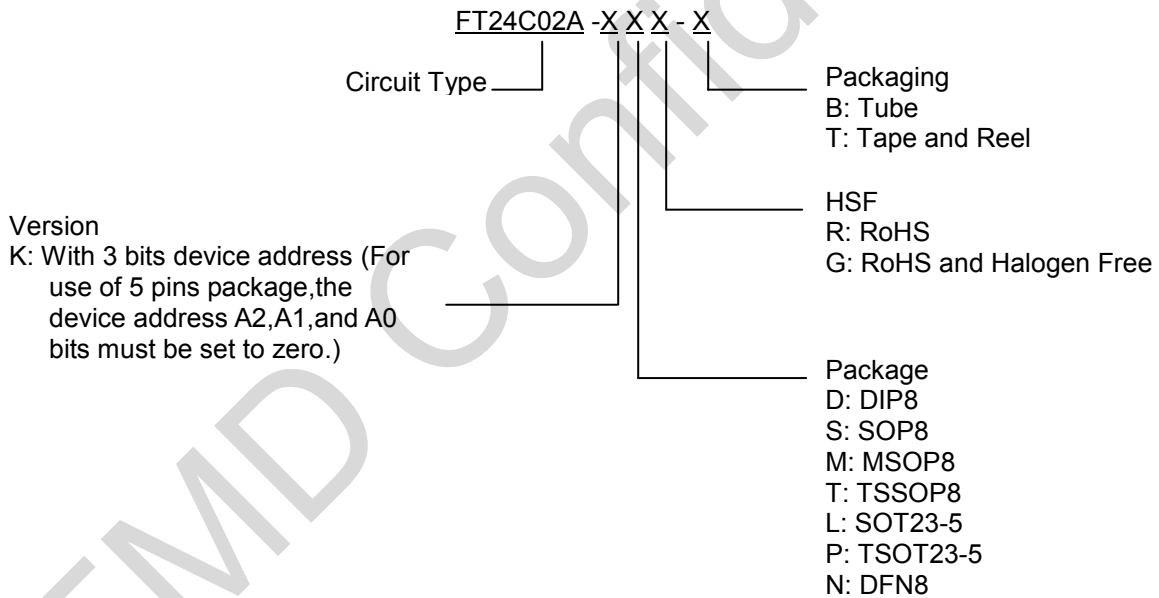 FT24C02A -X X X - X
Circuit Type
Packaging
B: Tube
T: Tape and Reel
HSF
R: RoHS
G: RoHS and Halogen Free
Version
K: With 3 bits device address (For
use of 5 pins package,the
device address A2,A1,and A0
bits must be set to zero.)
Package
D: DIP8
S: SOP8
M: MSOP8
T: TSSOP8
L: SOT23-5
P: TSOT23-5
N: DFN8